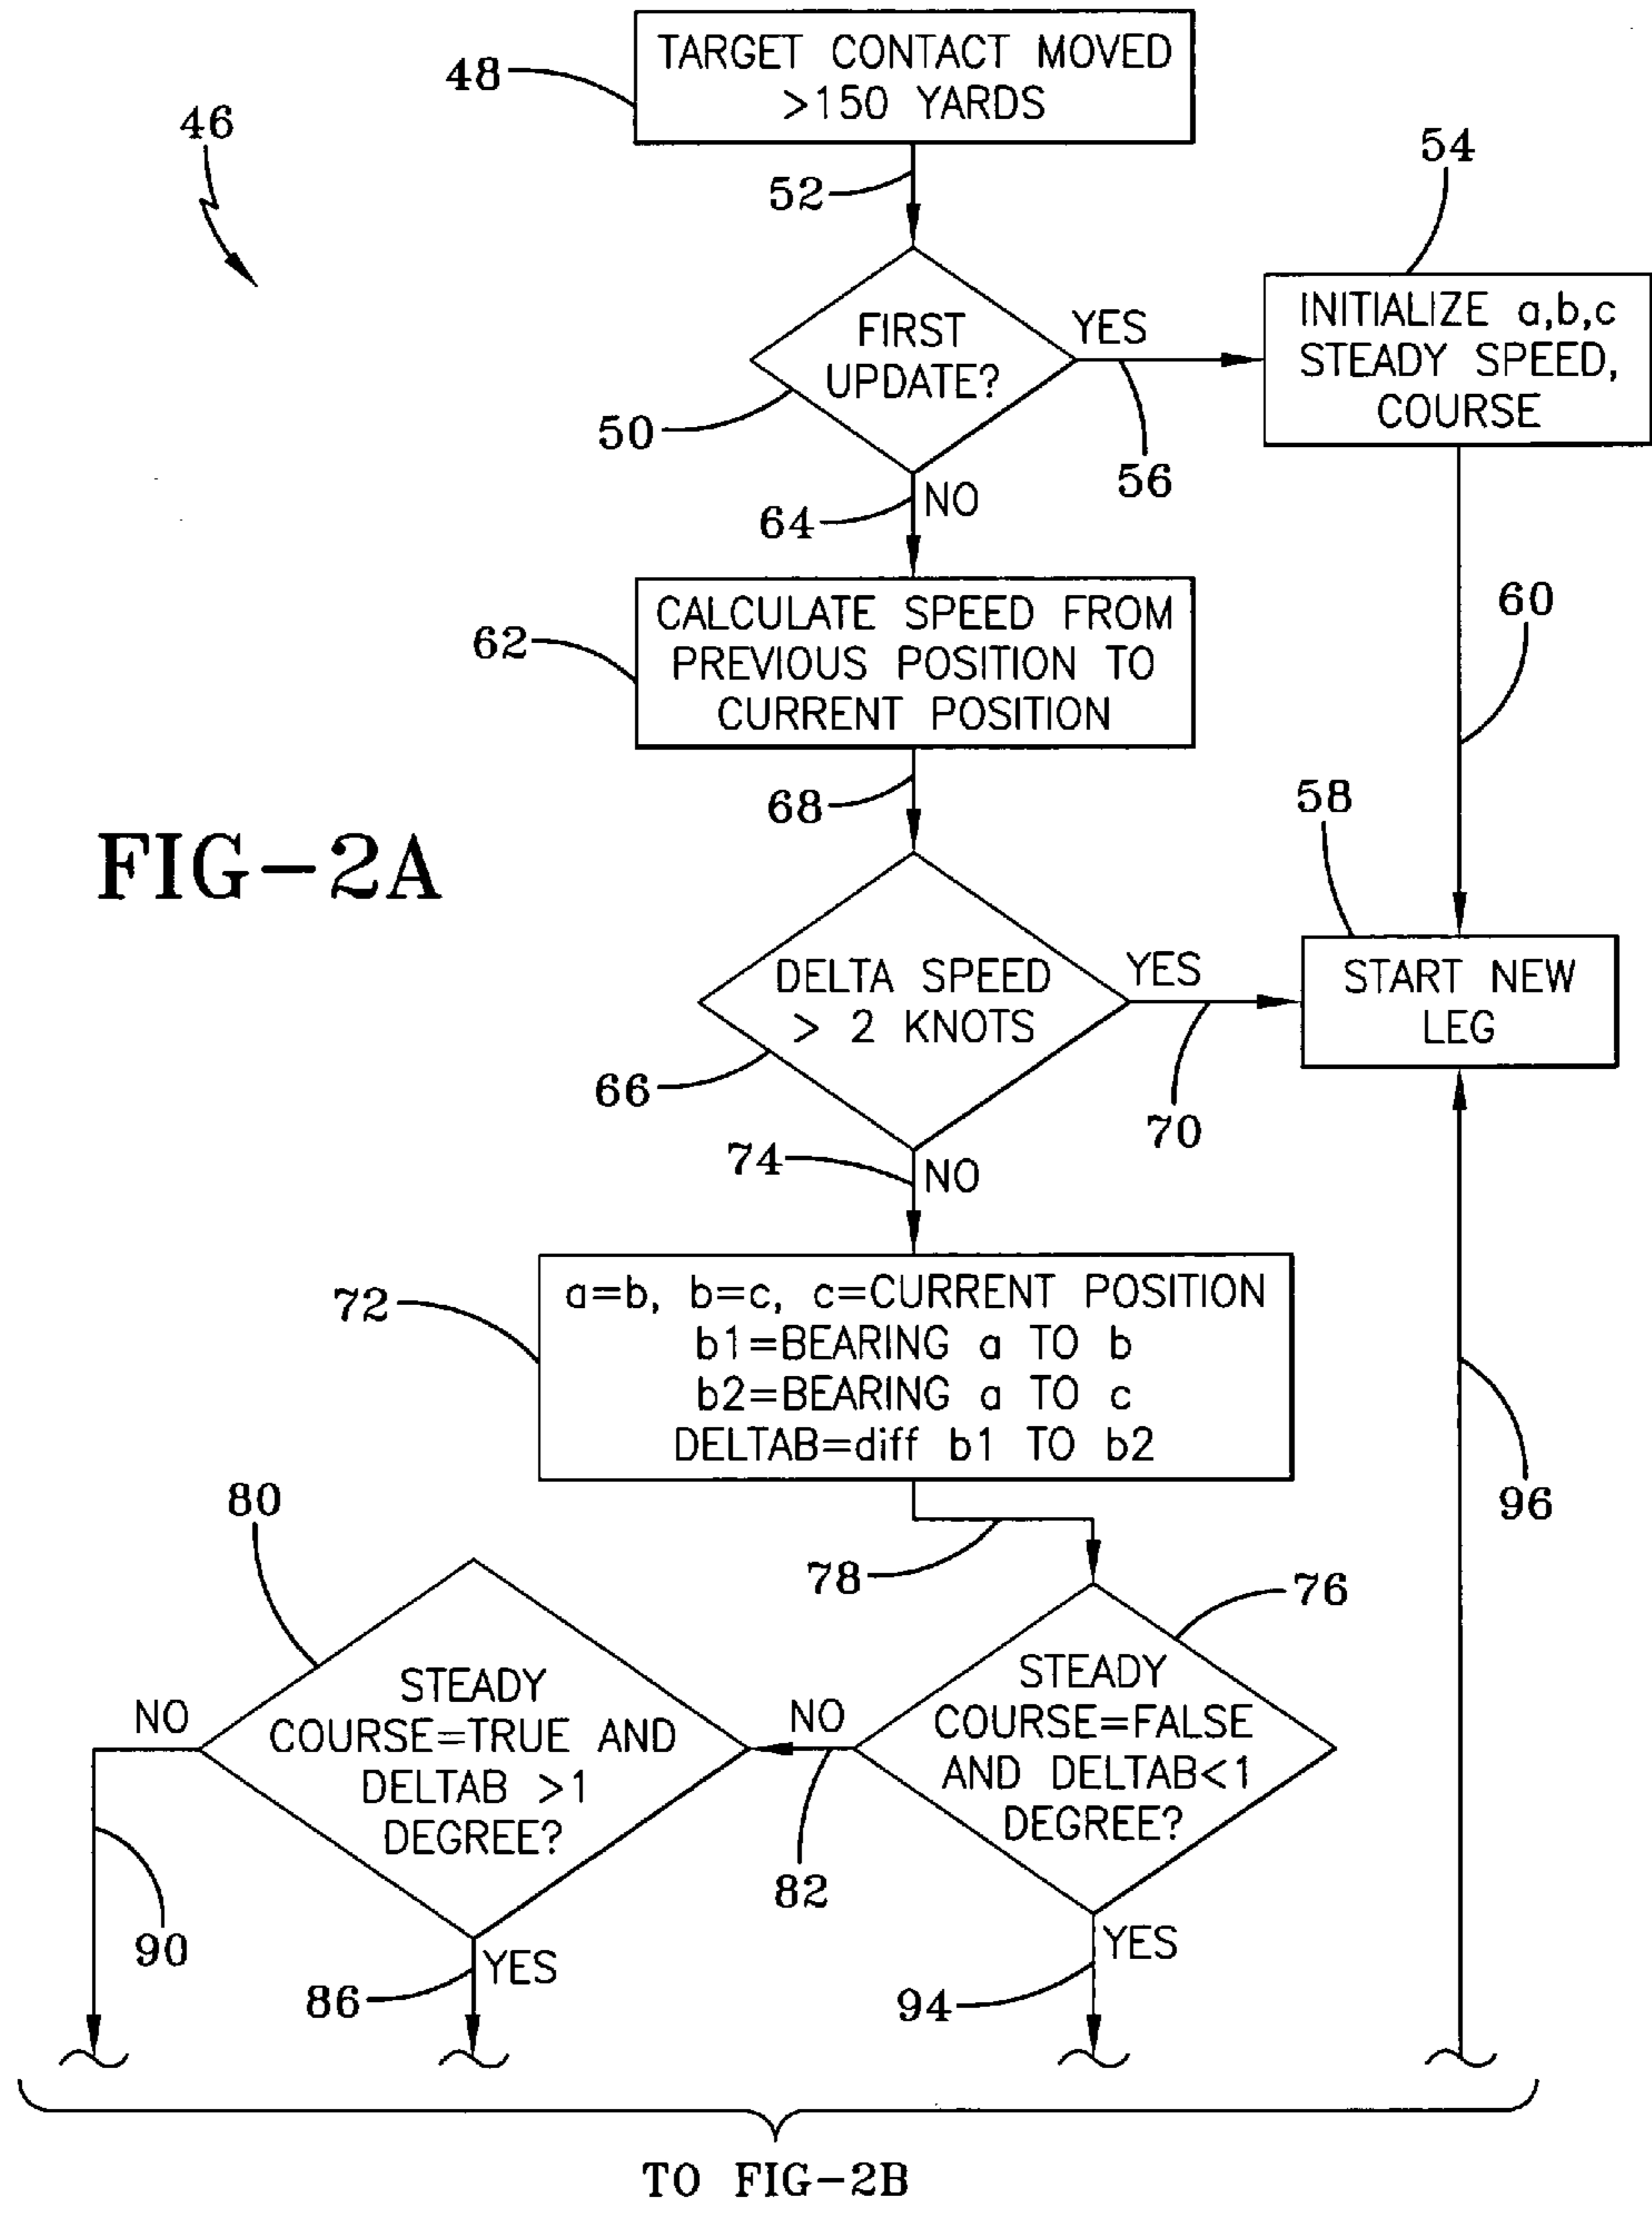 TARGET CONTACT MOVED
>150 YARDS
48
46
52
54
FIRST
UPDATE?
YES
50
56
INITIALIZE a,b,c
STEADY SPEED,
COURSE
64
NO
60
CALCULATE SPEED FROM
PREVIOUS POSITION TO
CURRENT POSITION
62
68
58
FIG-2A
DELTA SPEED
> 2 KNOTS
YES
START NEW
LEG
66
70
74
NO
a=b, b=c, c=CURRENT POSITION
b1=BEARING a TO b
b2=BEARING a TO c
DELTAB=diff b1 TO b2
72
96
80
78
76
STEADY
COURSE=TRUE AND
DELTAB >1
DEGREE?
NO
NO
STEADY
COURSE=FALSE
AND DELTAB<1
DEGREE?
82
90
YES
86
YES
94
TO FIG-2B